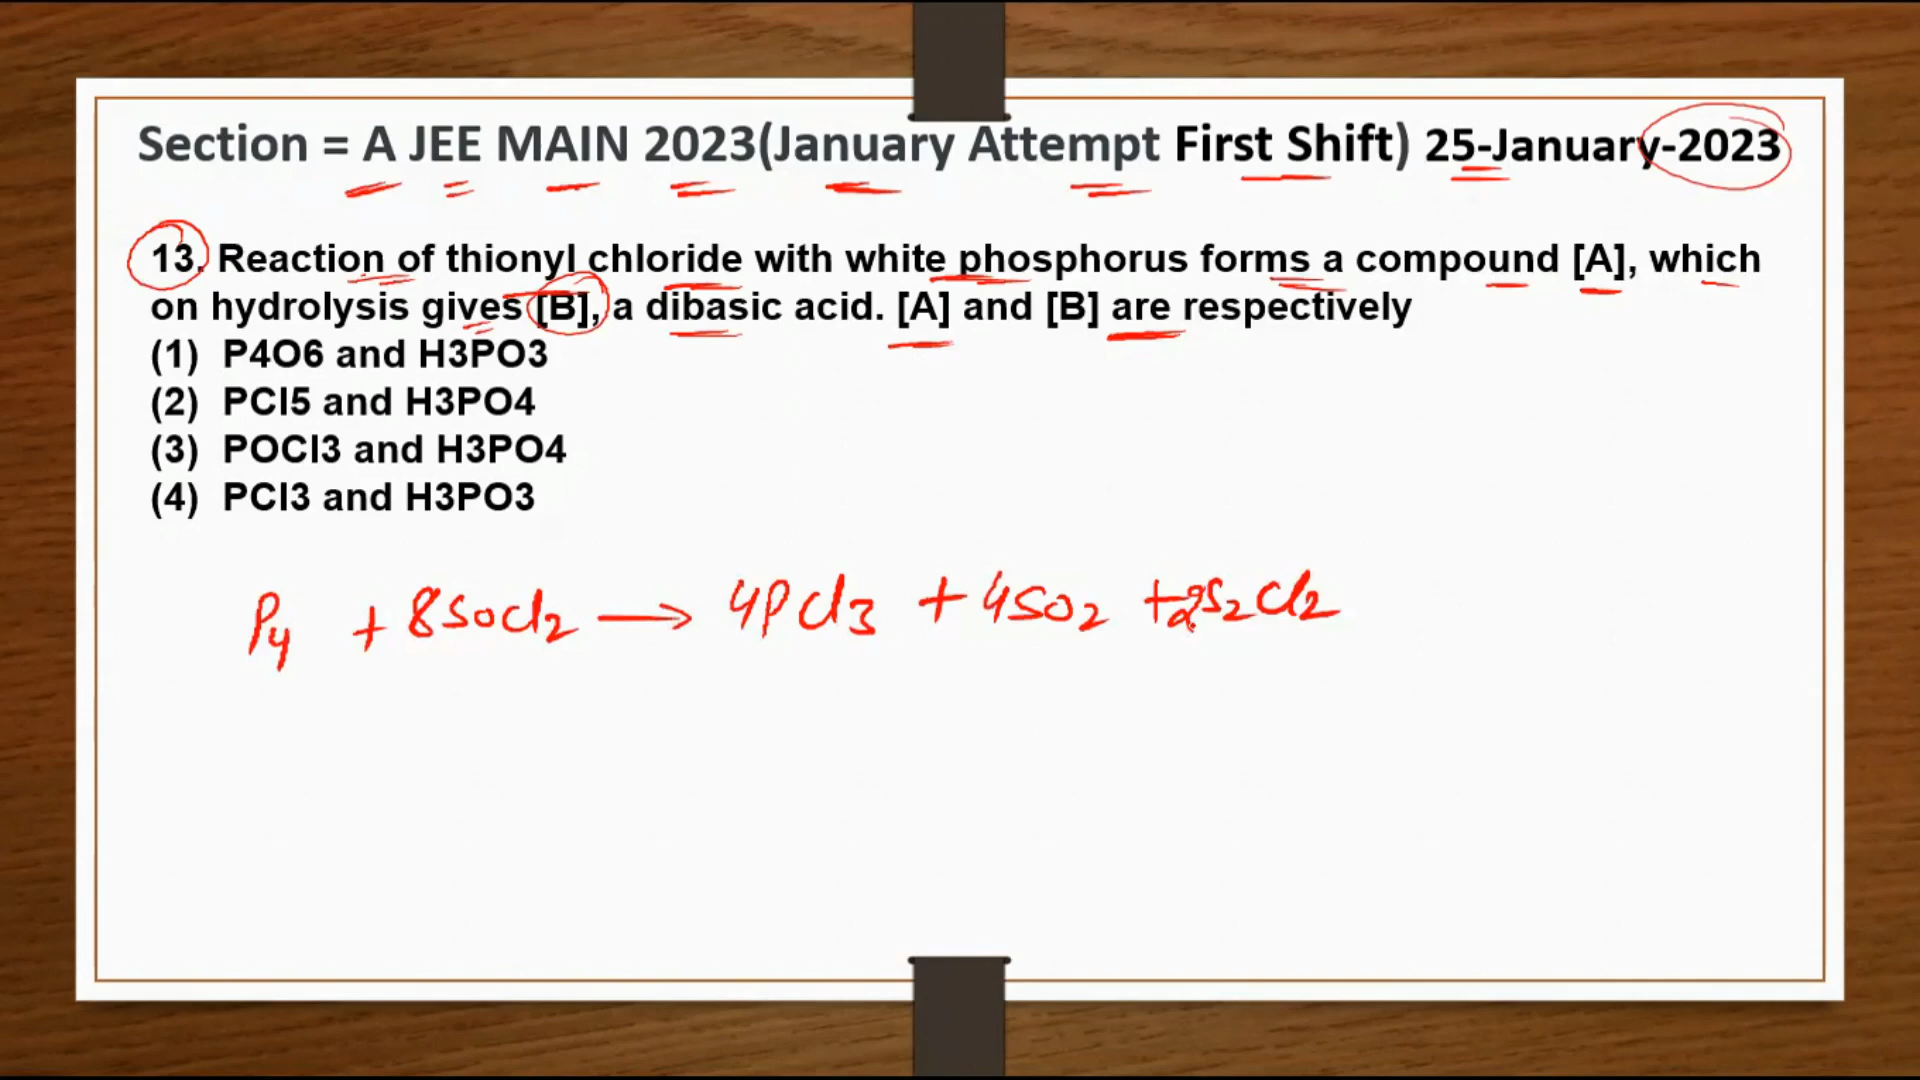 Section = A JEE MAIN 2023(January Attempt First Shift) 25-January-2023
13. Reaction of thionyl chloride with white phosphorus forms a compound [A], which
on hydrolysis gives [B], a dibasic acid. [A] and [B] are respectively
(1) P4O6 and H3PO3
(2) PCl5 and H3PO4
(3) POCl3 and H3PO4
(4) PCl3 and H3PO3
P4 + 8SOCl2 → 4PCl3 + 4SO2 + 2S2Cl2